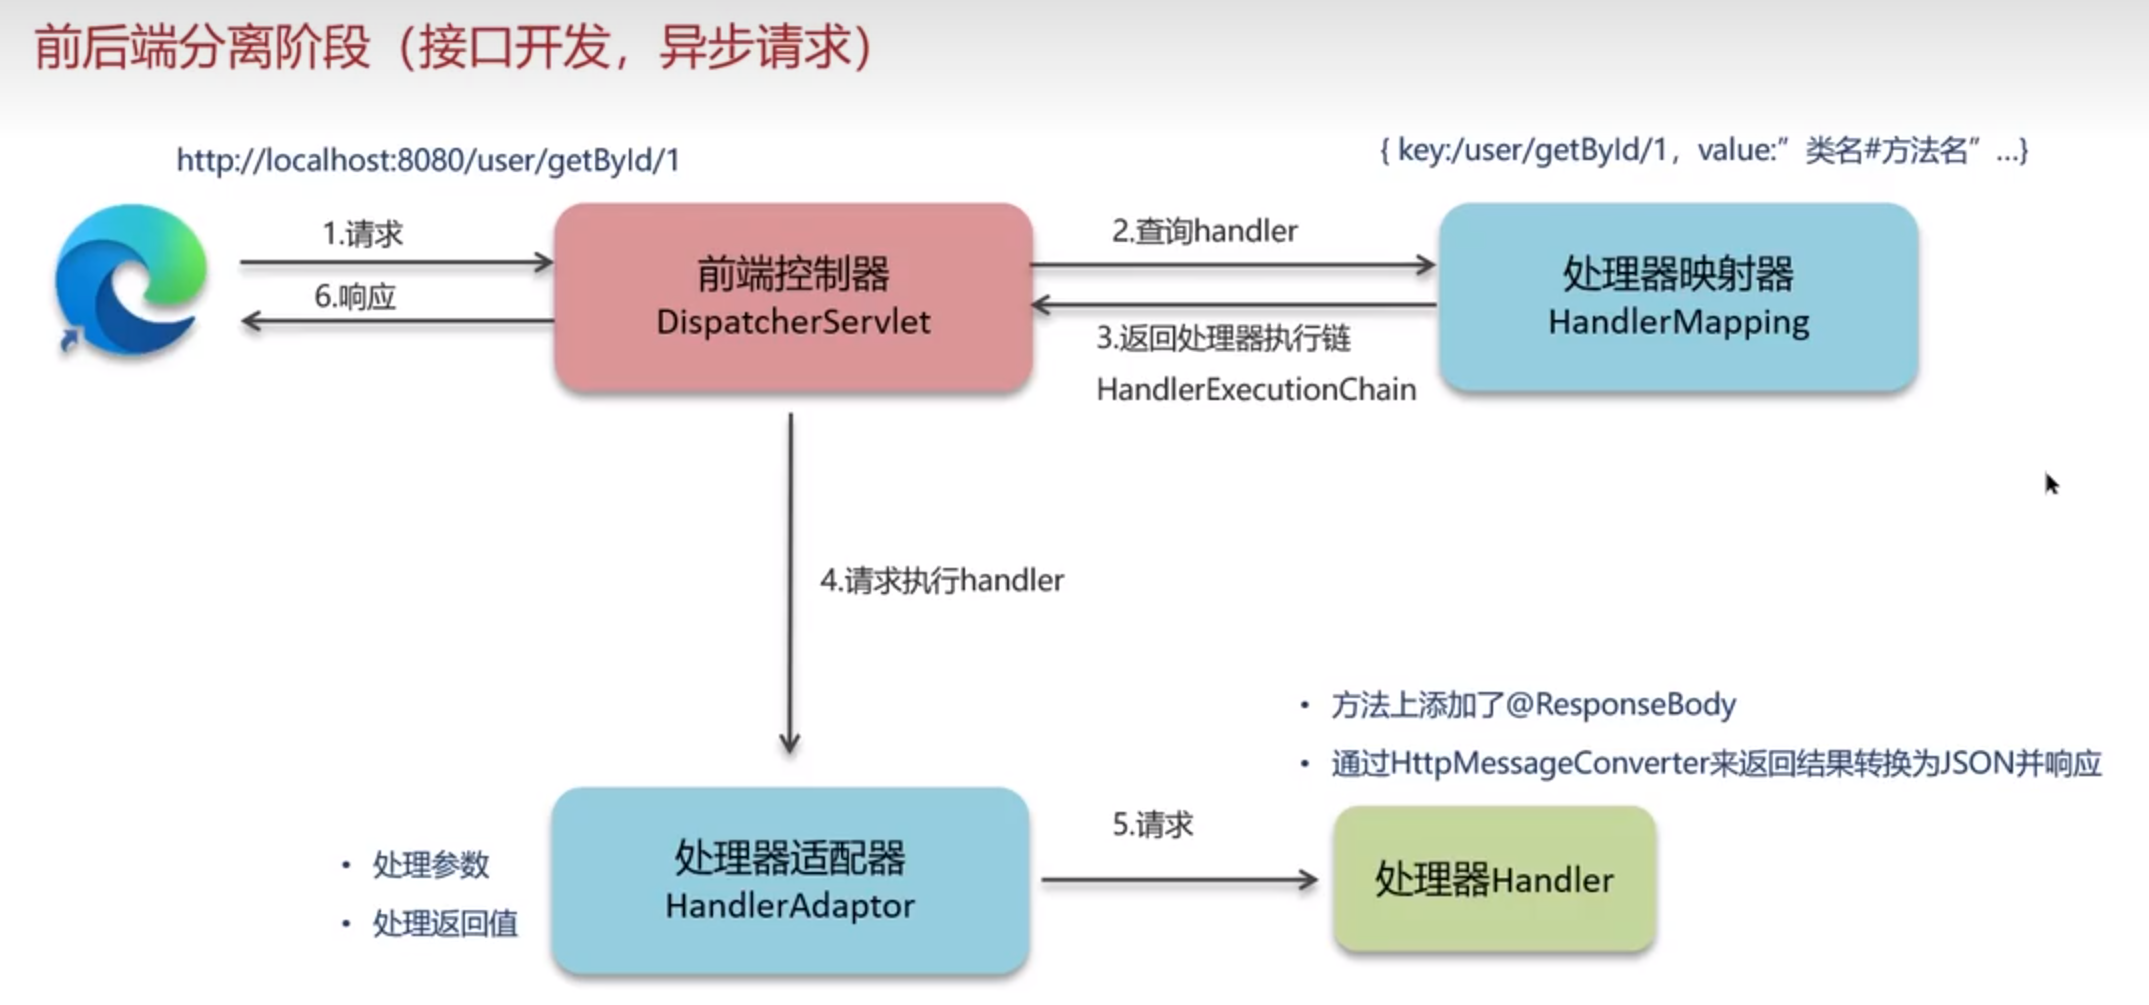 前后端分离阶段（接口开发，异步请求）
http://localhost:8080/user/getById/1
{ key:/user/getById/1，value:”类名#方法名” ...}
1.请求
6.响应
前端控制器
DispatcherServlet
2.查询handler
3.返回处理器执行链
HandlerExecutionChain
处理器映射器
HandlerMapping
4.请求执行handler
• 方法上添加了@ResponseBody
• 通过HttpMessageConverter来返回结果转换为JSON并响应
• 处理参数
• 处理返回值
处理器适配器
HandlerAdaptor
5.请求
处理器Handler